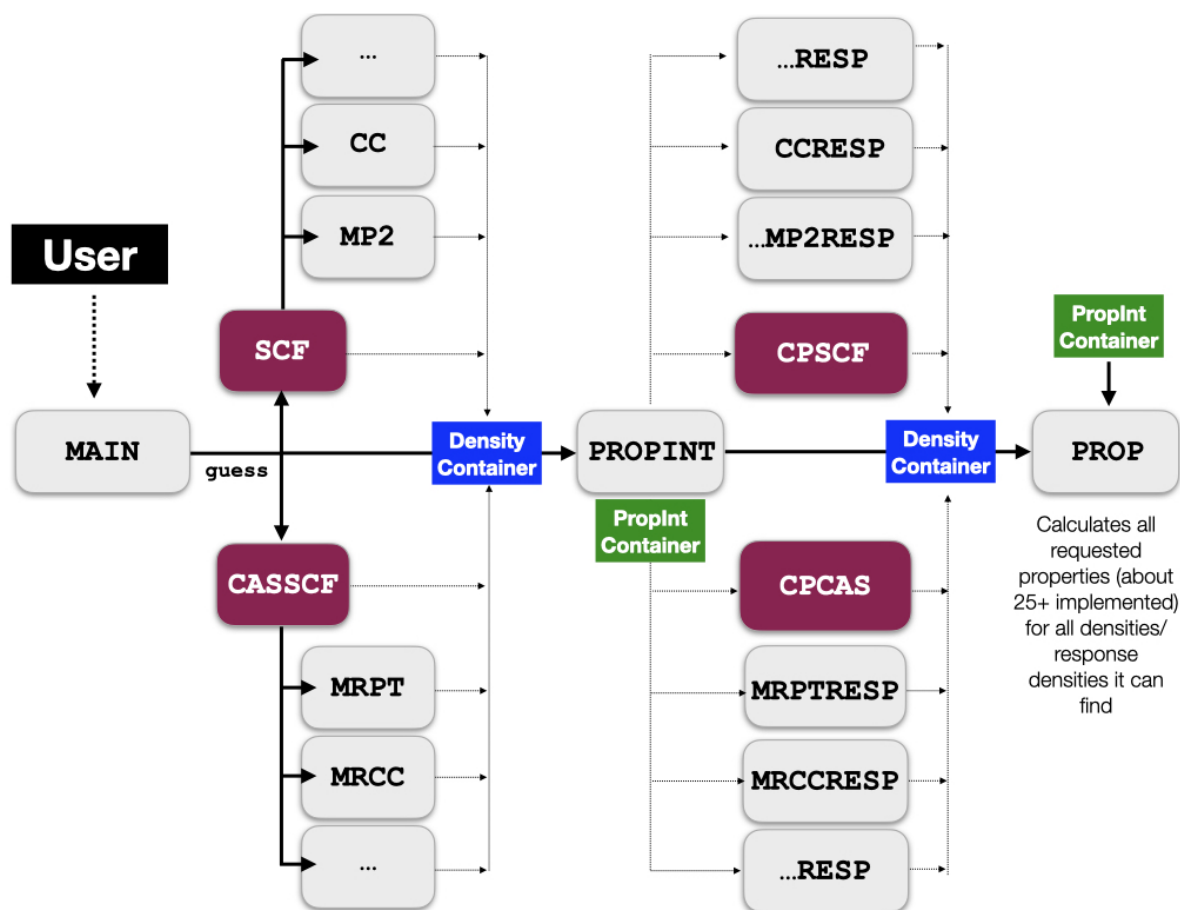 ...
CC
MP2
User
SCF
MAIN
guess
CASSCF
MRPT
MRCC
...
Density
Container
PROPINT
PropInt
Container
...RESP
CCRESP
...MP2RESP
CPSCF
CPCAS
MRPTRESP
MRCCRESP
...RESP
Density
Container
PropInt
Container
PROP
Calculates all
requested
properties (about
25+ implemented)
for all densities/
response
densities it can
find